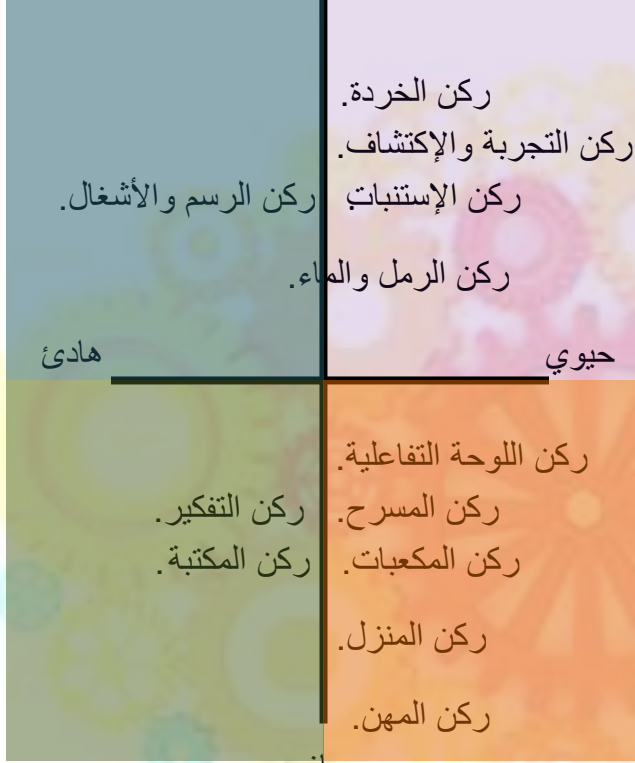 ركن الخردة.
ركن التجربة والإكتشاف.
ركن الإستنبات
ركن الرسم والأشغال.
ركن الرمل والماء.
حيوي
هادئ
ركن اللوحة التفاعلية.
ركن المسرح.
ركن التفكير.
ركن المكعبات.
ركن المكتبة.
ركن المنزل.
ركن المهن.